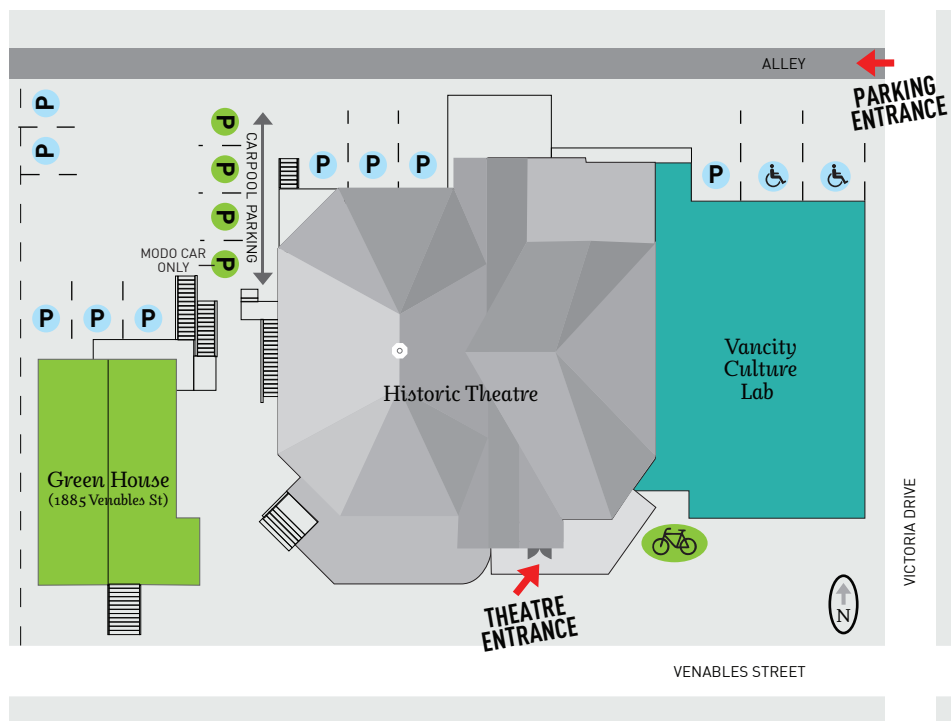 ALLEY
PARKING
ENTRANCE
P
P
P
P
P
P
CARPOOL PARKING
P
P
P
P
MODO CAR
ONLY
P
P
P
Vancity
Culture
Lab
Historic Theatre
Green House
(1885 Venables St)
VICTORIA DRIVE
THEATRE
ENTRANCE
N
VENABLES STREET